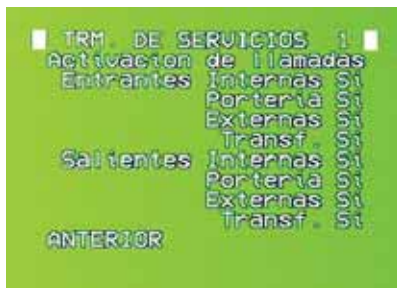 TRM. DE SERVICIOS 1
Activacion de llamadas
Entrantes Internas Si
Porteria Si
Externas Si
Transf. Si
Salientes Internas Si
Porteria Si
Externas Si
Transf. Si
ANTERIOR